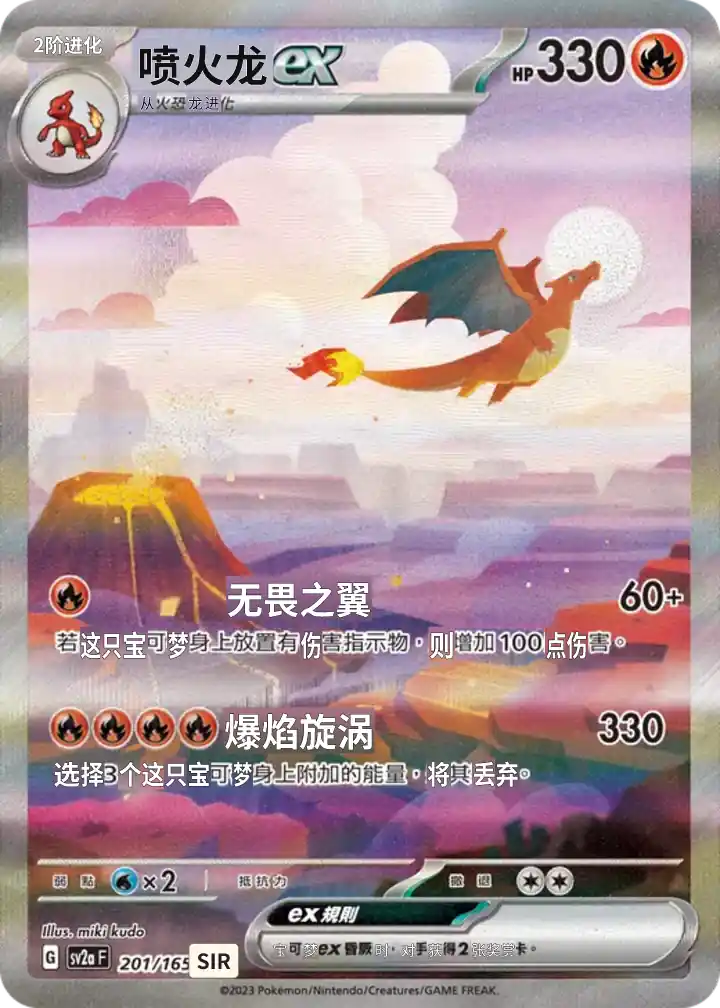 2阶进化
喷火龙ex
HP 330
从火恐龙进化
无畏之翼 60+
若这只宝可梦身上放置有伤害指示物，则增加100点伤害。
爆焰旋涡 330
选择3个这只宝可梦身上附加的能量，将其丢弃。
弱點 ×2 抵抗力 撤退
ex規則
宝可梦ex昏厥时，对手获得2张奖赏卡。
Illus. miki kudo
G sv2a F 201/165 SIR
©2023 Pokémon/Nintendo/Creatures/GAME FREAK.